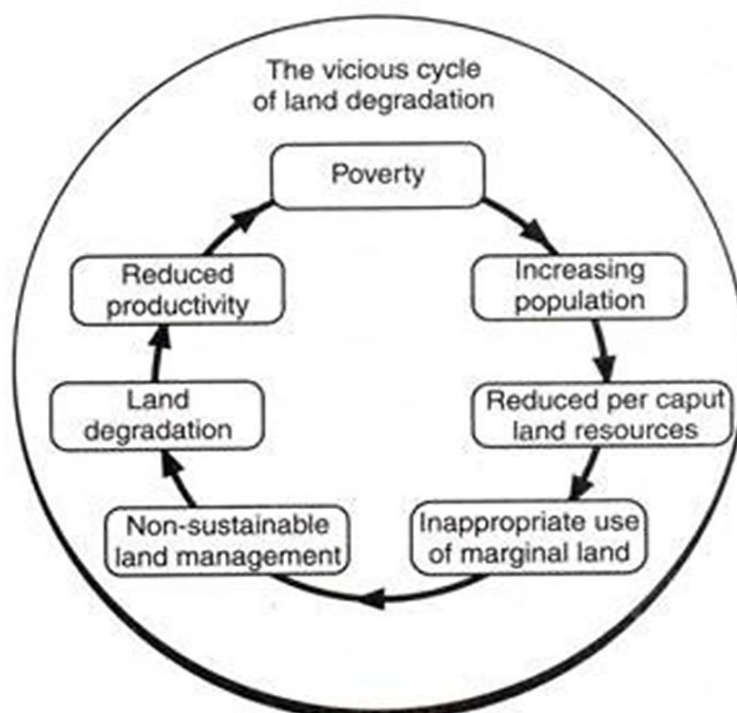 The vicious cycle
of land degradation
Poverty
Increasing
population
Reduced per caput
land resources
Inappropriate use
of marginal land
Non-sustainable
land management
Land
degradation
Reduced
productivity